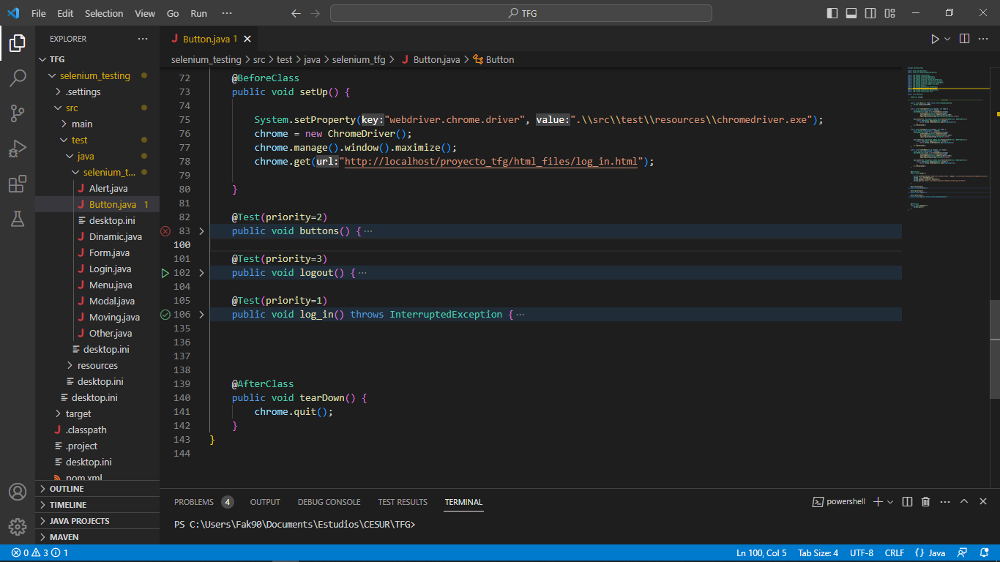 File Edit Selection View Go Run ··· TFG
EXPLORER ···
TFG
selenium_testing
.settings
src
main
test
java
selenium_t...
Alert.java
Button.java 1
desktop.ini
Dinamic.java
Form.java
Login.java
Menu.java
Modal.java
Moving.java
Other.java
desktop.ini
resources
desktop.ini
desktop.ini
target
.classpath
.project
desktop.ini
pom.xml
OUTLINE
TIMELINE
JAVA PROJECTS
MAVEN
Button.java 1
selenium_testing > src > test > java > selenium_tfg > Button.java > Button
72 @BeforeClass
73 public void setUp() {
74
75 System.setProperty(key:"webdriver.chrome.driver", value:".\\src\\test\\resources\\chromedriver.exe");
76 chrome = new ChromeDriver();
77 chrome.manage().window().maximize();
78 chrome.get(url:"http://localhost/proyecto_tfg/html_files/log_in.html");
79
80 }
81
82 @Test(priority=2)
83 public void buttons() {···
100
101 @Test(priority=3)
102 public void logout() {···
104
105 @Test(priority=1)
106 public void log_in() throws InterruptedException {···
135
136
137
138
139 @AfterClass
140 public void tearDown() {
141 chrome.quit();
142 }
143 }
144
PROBLEMS 4 OUTPUT DEBUG CONSOLE TEST RESULTS TERMINAL powershell
PS C:\Users\Fak90\Documents\Estudios\CESUR\TFG>
0 3 1 Ln 100, Col 5 Tab Size: 4 UTF-8 CRLF {} Java